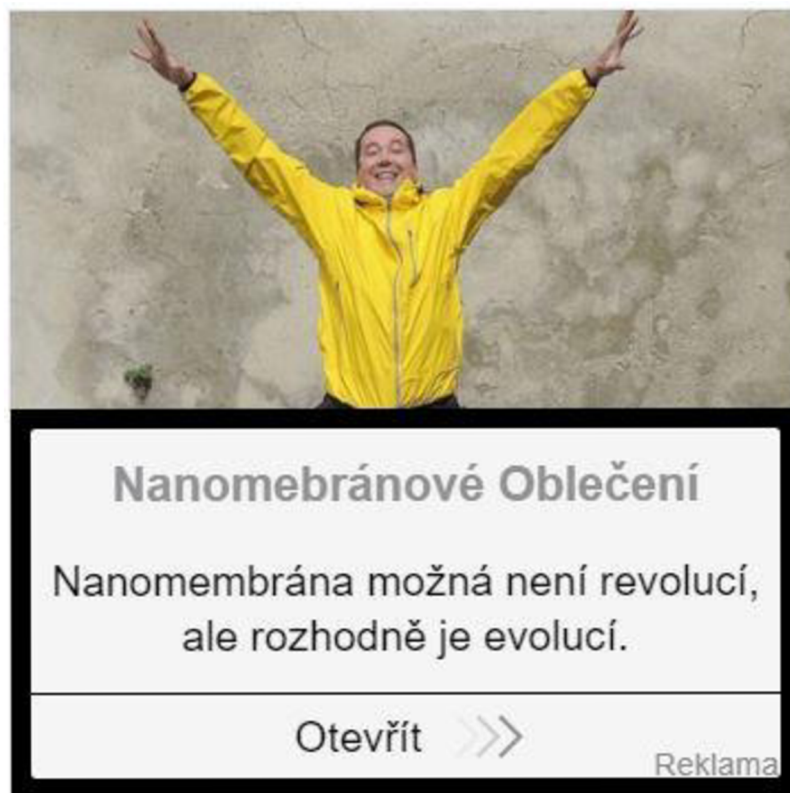 Nanomebránové Oblečení
Nanomembrána možná není revolucí,
ale rozhodně je evolucí.
Otevřít
Reklama